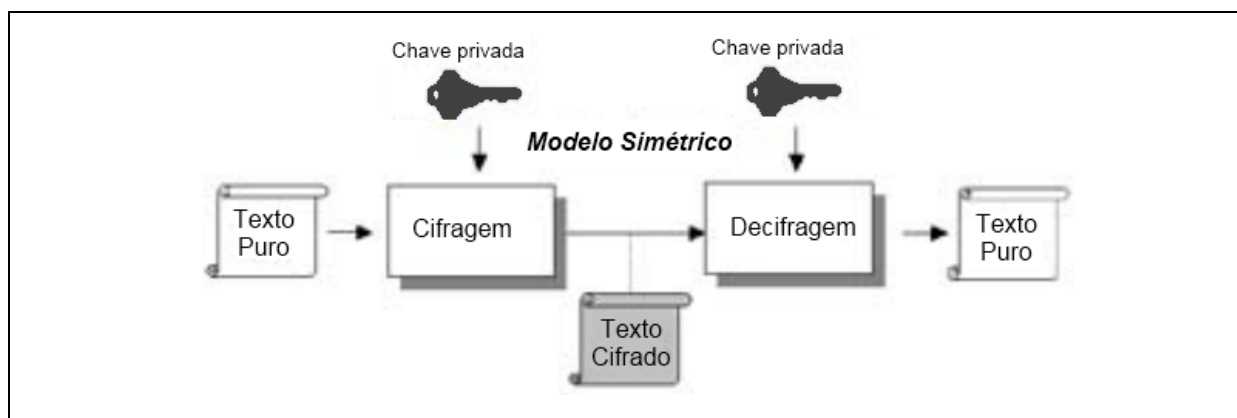 Chave privada
Chave privada
Modelo Simétrico
Texto
Puro
Cifragem
Decifragem
Texto
Puro
Texto
Cifrado